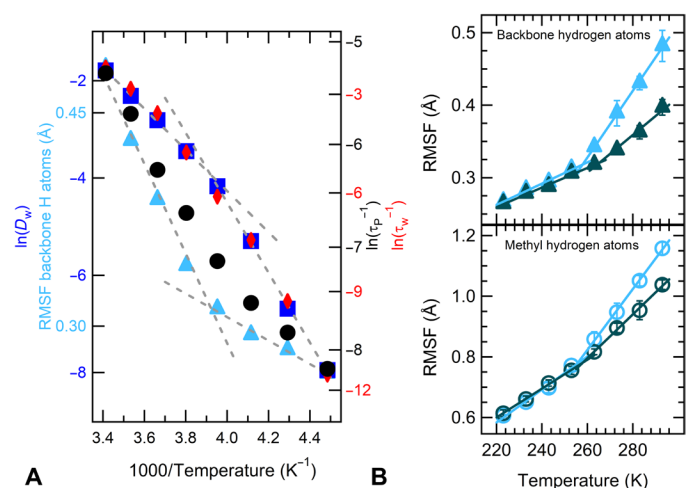 −2
−4
−6
−8
0.45
0.30
ln(Dw)
RMSF backbone H atoms (Å)
−5
−3
−6
−4
−6
−7
−9
−8
−12
ln(τP−1)
ln(τw−1)
3.4 3.6 3.8 4.0 4.2 4.4
1000/Temperature (K−1)
A
Backbone hydrogen atoms
0.5
0.4
0.3
RMSF (Å)
Methyl hydrogen atoms
1.2
1.0
0.8
0.6
RMSF (Å)
220 240 260 280
Temperature (K)
B